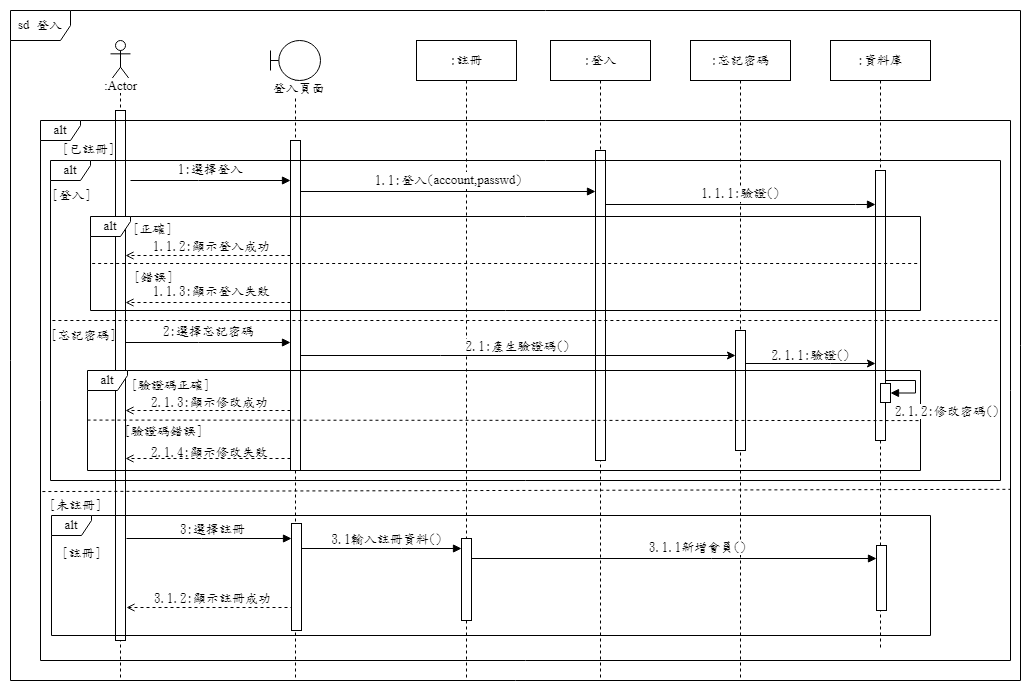 sd 登入
:Actor
登入頁面
:註冊
:登入
:忘記密碼
:資料庫
alt
[已註冊]
alt
[登入]
1:選擇登入
1.1:登入(account,passwd)
1.1.1:驗證()
alt
[正確]
1.1.2:顯示登入成功
[錯誤]
1.1.3:顯示登入失敗
[忘記密碼]
2:選擇忘記密碼
2.1:產生驗證碼()
2.1.1:驗證()
alt
[驗證碼正確]
2.1.3:顯示修改成功
2.1.2:修改密碼()
[驗證碼錯誤]
2.1.4:顯示修改失敗
[未註冊]
alt
[註冊]
3:選擇註冊
3.1輸入註冊資料()
3.1.1新增會員()
3.1.2:顯示註冊成功